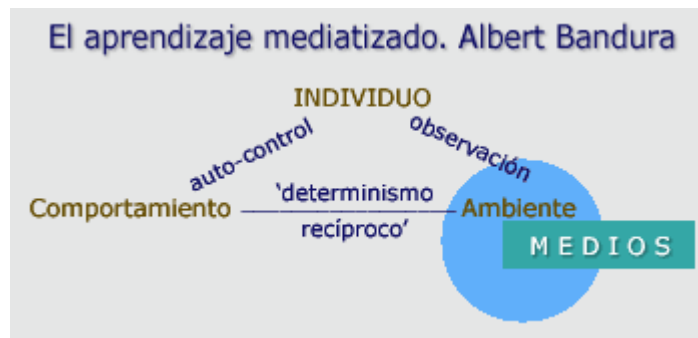 El aprendizaje mediatizado. Albert Bandura
INDIVIDUO
auto-control
observación
Comportamiento
'determinismo
recíproco'
Ambiente
MEDIOS